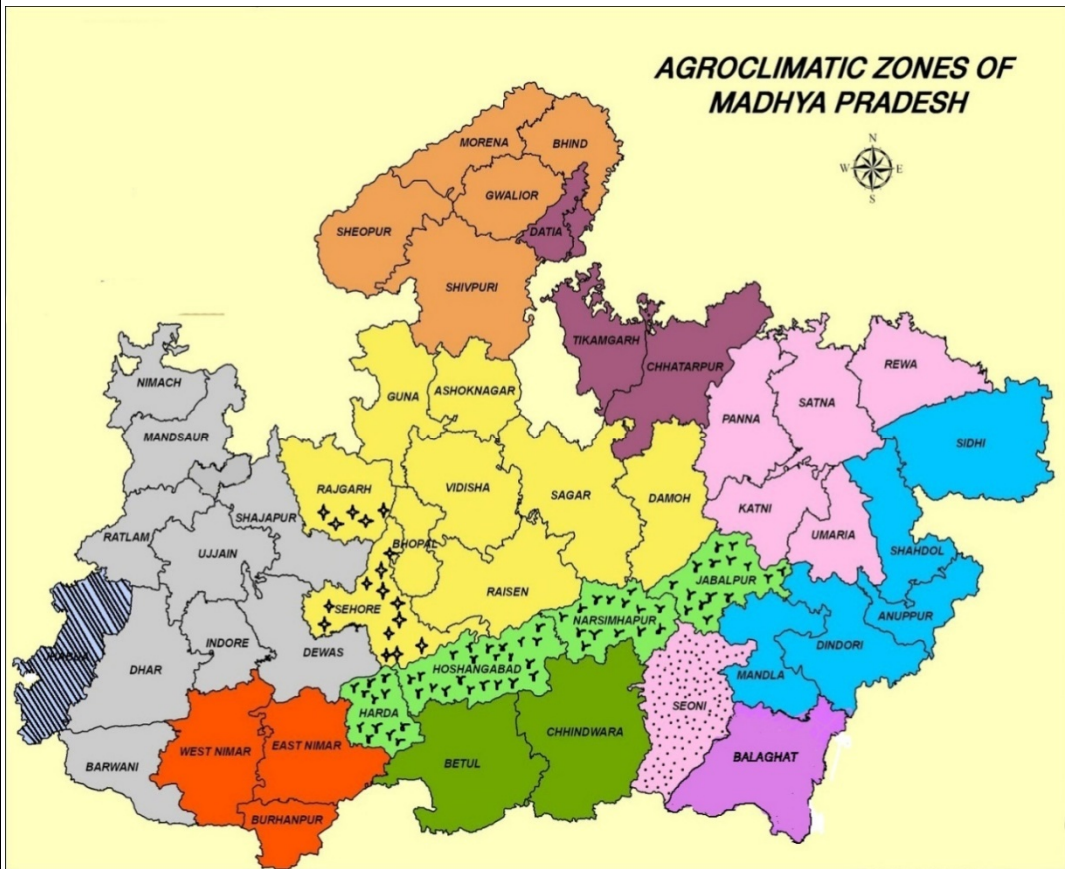 AGROCLIMATIC ZONES OF
MADHYA PRADESH
N
W E
S
MORENA
BHIND
GWALIOR
SHEOPUR
DATIA
SHIVPURI
TIKAMGARH
CHHATARPUR
REWA
NIMACH
GUNA
ASHOKNAGAR
PANNA
SATNA
MANDSAUR
SIDHI
RAJGARH
VIDISHA
SAGAR
DAMOH
KATNI
SHAJAPUR
UMARIA
RATLAM
UJJAIN
BHOPAL
SHAHDOL
JABALPUR
RAISEN
SEHORE
NARSIMHAPUR
ANUPPUR
INDORE
DEWAS
DINDORI
DHAR
HOSHANGABAD
MANDLA
SEONI
HARDA
CHHINDWARA
WEST NIMAR
EAST NIMAR
BETUL
BALAGHAT
BARWANI
BURHANPUR